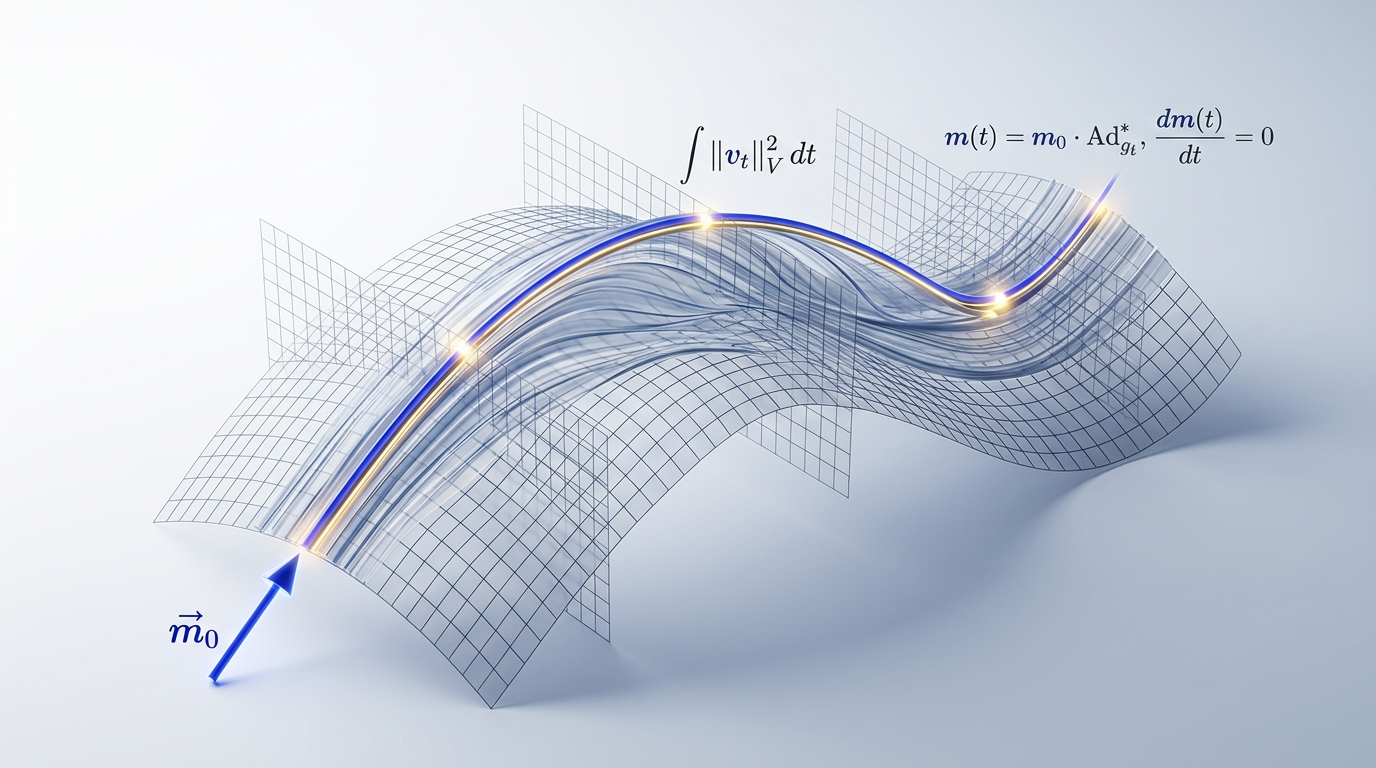 ∫ ‖v_t‖²_V dt
m(t) = m_0 · Ad*_{g_t}, dm(t)/dt = 0
m⃗_0